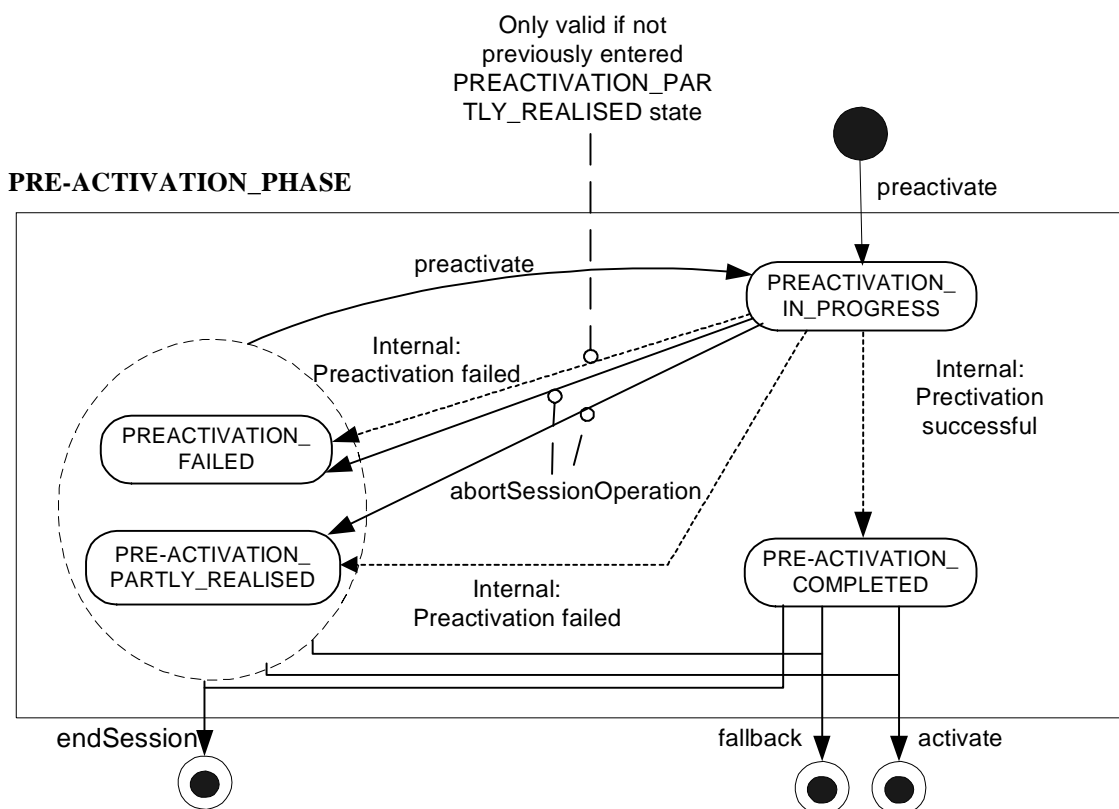 Only valid if not
previously entered
PREACTIVATION_PAR
TLY_REALISED state
preactivate
PRE-ACTIVATION_PHASE
preactivate
PREACTIVATION_
IN_PROGRESS
Internal:
Preactivation failed
Internal:
Prectivation
successful
PREACTIVATION_
FAILED
abortSessionOperation
PRE-ACTIVATION_
PARTLY_REALISED
PRE-ACTIVATION_
COMPLETED
Internal:
Preactivation failed
endSession
fallback
activate